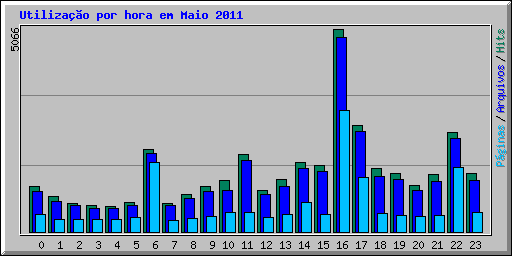 Utilização por hora em Maio 2011
5066
Páginas / Arquivos / Hits
0 1 2 3 4 5 6 7 8 9 10 11 12 13 14 15 16 17 18 19 20 21 22 23